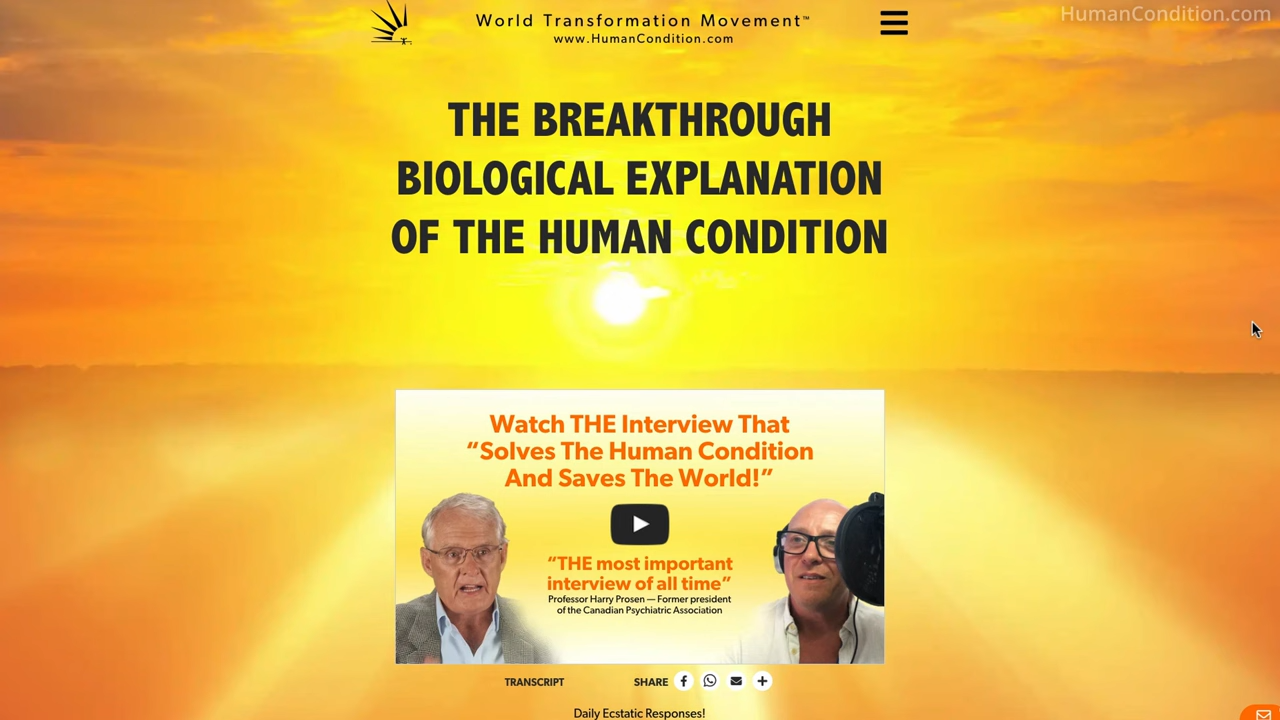 World Transformation Movement™
www.HumanCondition.com
HumanCondition.com
THE BREAKTHROUGH
BIOLOGICAL EXPLANATION
OF THE HUMAN CONDITION
Watch THE Interview That
“Solves The Human Condition
And Saves The World!”
“THE most important
interview of all time”
Professor Harry Prosen — Former president
of the Canadian Psychiatric Association
TRANSCRIPT
SHARE
Daily Ecstatic Responses!